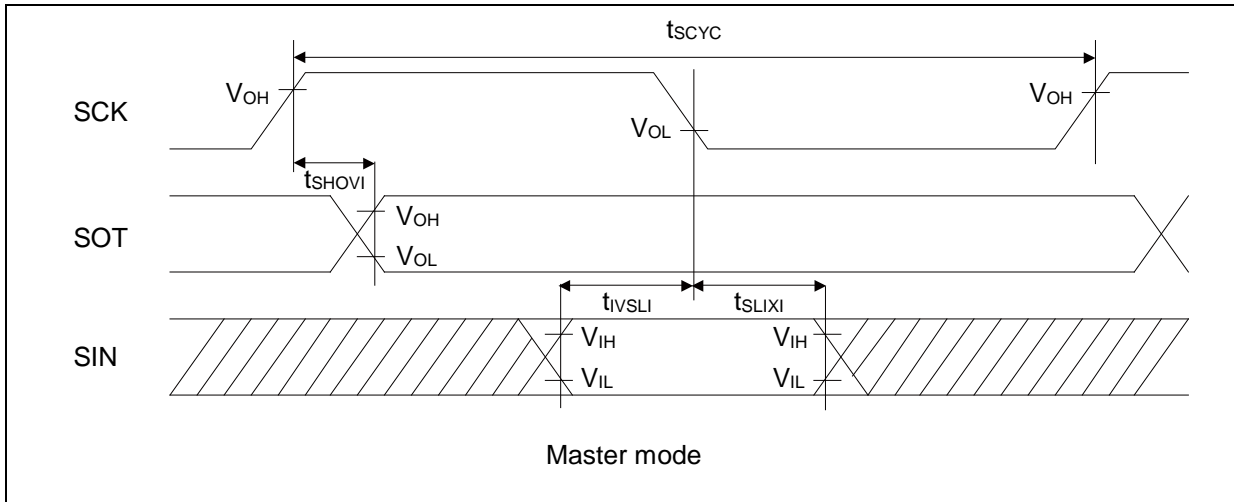 tSCYC
VOH
VOH
SCK
VOL
tSHOVI
VOH
SOT
VOL
tIVSLI
tSLIXI
VIH
VIH
SIN
VIL
VIL
Master mode